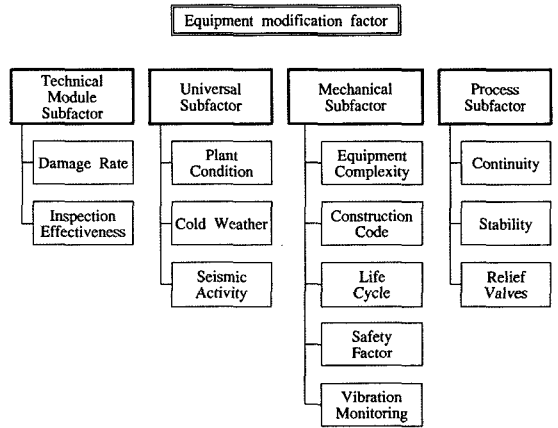 Equipment modification factor
Technical
Module
Subfactor
Damage Rate
Inspection
Effectiveness
Universal
Subfactor
Plant
Condition
Cold Weather
Seismic
Activity
Mechanical
Subfactor
Equipment
Complexity
Construction
Code
Life
Cycle
Safety
Factor
Vibration
Monitoring
Process
Subfactor
Continuity
Stability
Relief
Valves